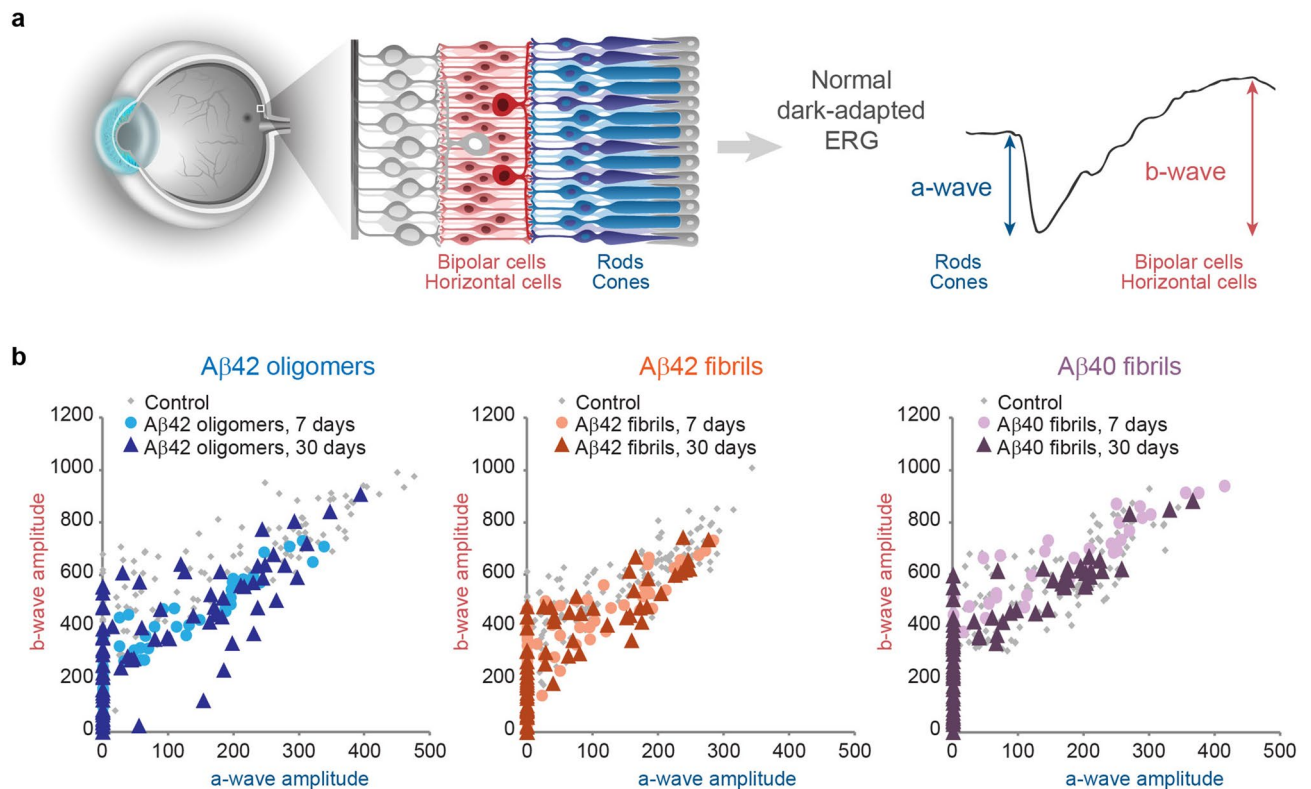 a
Normal
dark-adapted
ERG
a-wave
b-wave
Bipolar cells
Horizontal cells
Rods
Cones
Rods
Cones
Bipolar cells
Horizontal cells
b
Aβ42 oligomers
Control
Aβ42 oligomers, 7 days
Aβ42 oligomers, 30 days
1200
1000
800
600
400
200
0
b-wave amplitude
0 100 200 300 400 500
a-wave amplitude
Aβ42 fibrils
Control
Aβ42 fibrils, 7 days
Aβ42 fibrils, 30 days
1200
1000
800
600
400
200
0
b-wave amplitude
0 100 200 300 400 500
a-wave amplitude
Aβ40 fibrils
Control
Aβ40 fibrils, 7 days
Aβ40 fibrils, 30 days
1200
1000
800
600
400
200
0
b-wave amplitude
0 100 200 300 400 500
a-wave amplitude